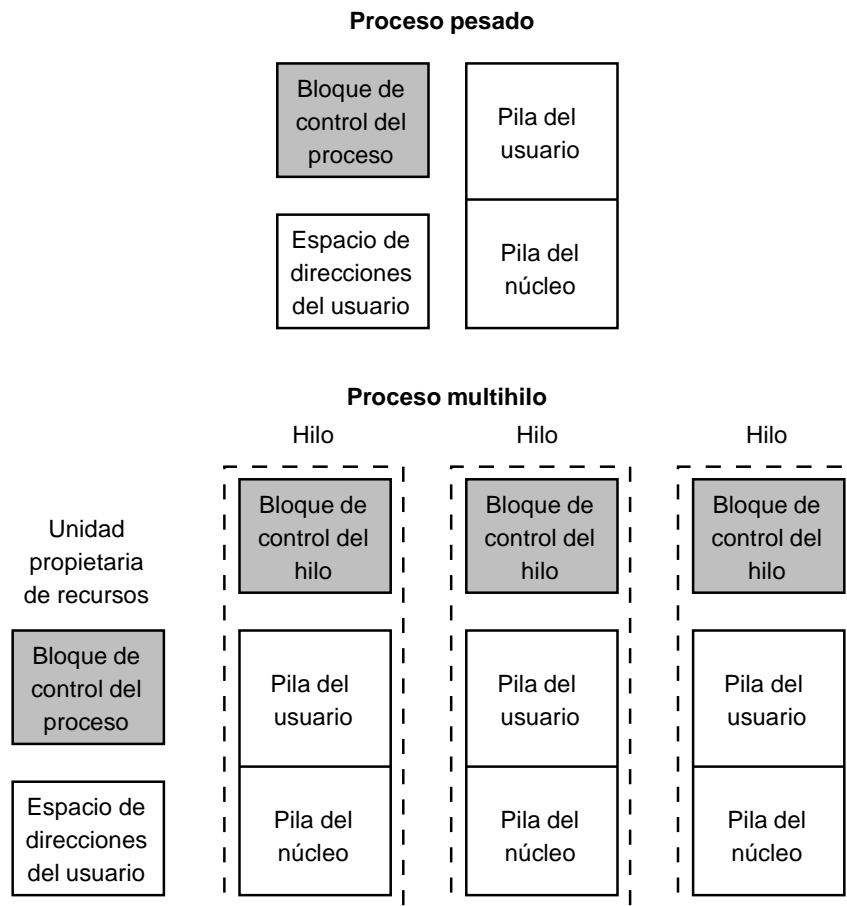 Proceso pesado
Bloque de
control del
proceso
Pila del
usuario
Espacio de
direcciones
del usuario
Pila del
núcleo
Proceso multihilo
Hilo
Hilo
Hilo
Unidad
propietaria
de recursos
Bloque de
control del
proceso
Espacio de
direcciones
del usuario
Bloque de
control del
hilo
Pila del
usuario
Pila del
núcleo
Bloque de
control del
hilo
Pila del
usuario
Pila del
núcleo
Bloque de
control del
hilo
Pila del
usuario
Pila del
núcleo